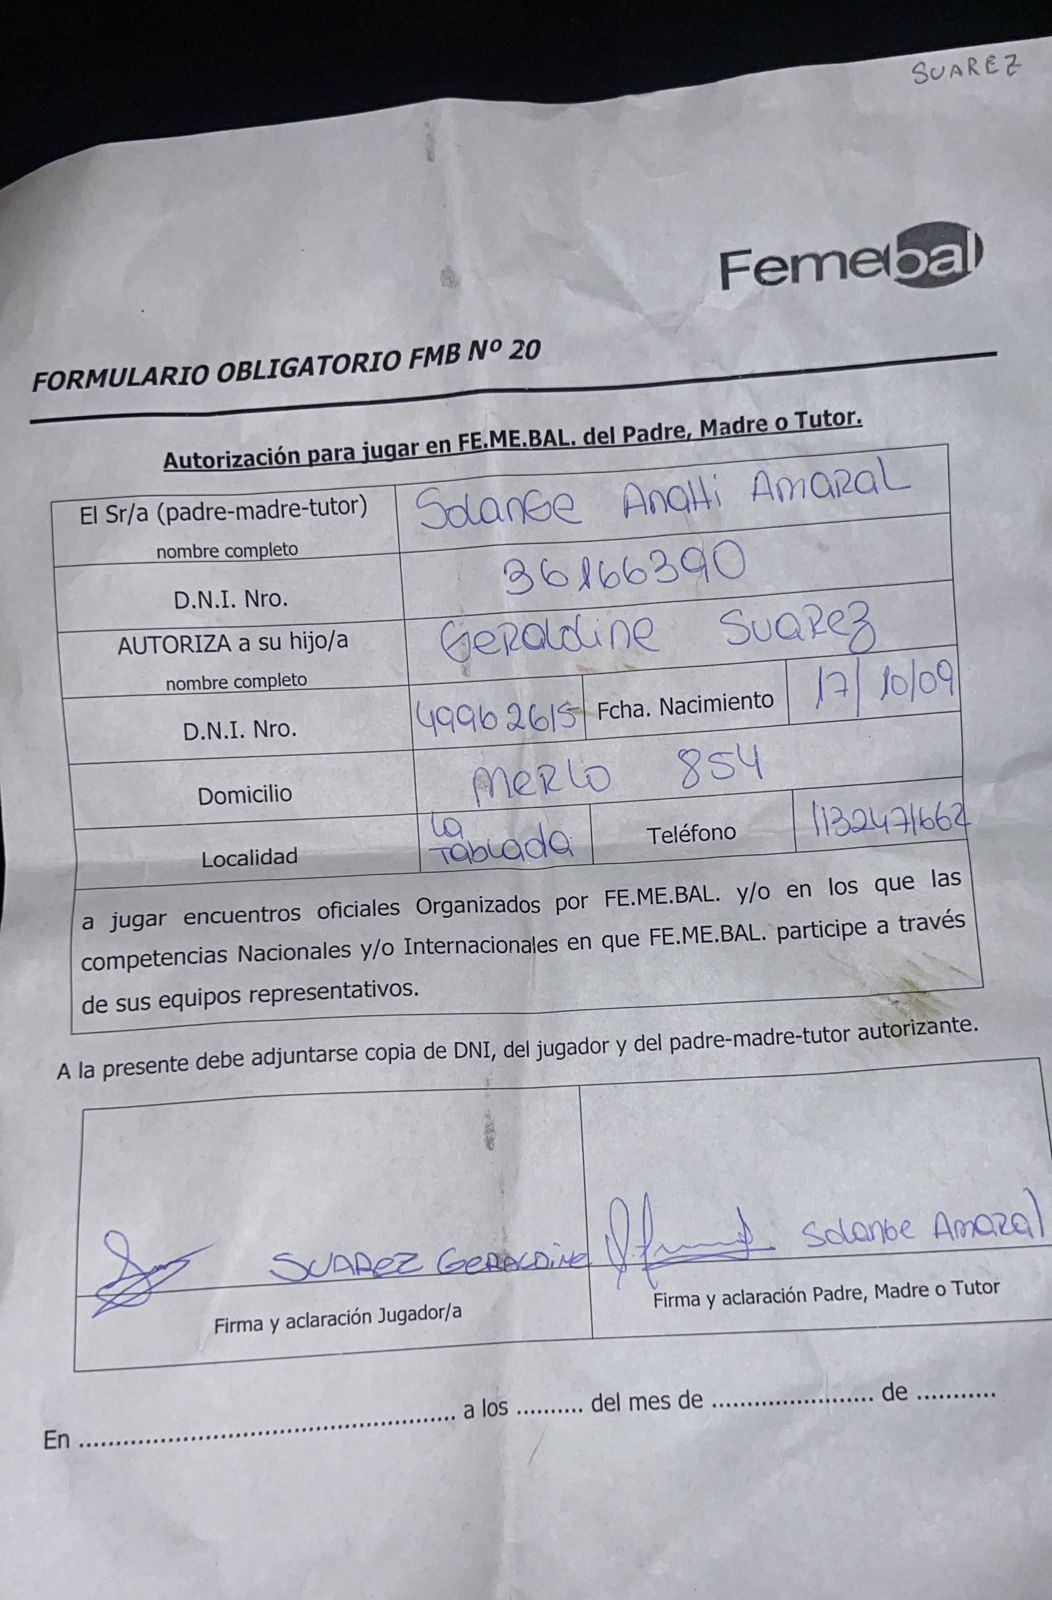 SUAREZ
Femebal
FORMULARIO OBLIGATORIO FMB Nº 20
Autorización para jugar en FE.ME.BAL. del Padre, Madre o Tutor.
El Sr/a (padre-madre-tutor) Solange Anahi Amaral
nombre completo
D.N.I. Nro. 36166390
AUTORIZA a su hijo/a Geraldine Suarez
nombre completo
D.N.I. Nro. 49962615 Fcha. Nacimiento 17/10/09
Domicilio Merlo 854
Localidad La Tablada Teléfono 1132471662
a jugar encuentros oficiales Organizados por FE.ME.BAL. y/o en los que las
competencias Nacionales y/o Internacionales en que FE.ME.BAL. participe a través
de sus equipos representativos.
A la presente debe adjuntarse copia de DNI, del jugador y del padre-madre-tutor autorizante.
SUAREZ GERALDINE Solange Amaral
Firma y aclaración Jugador/a Firma y aclaración Padre, Madre o Tutor
En .................................................... a los .......... del mes de ........................ de ............